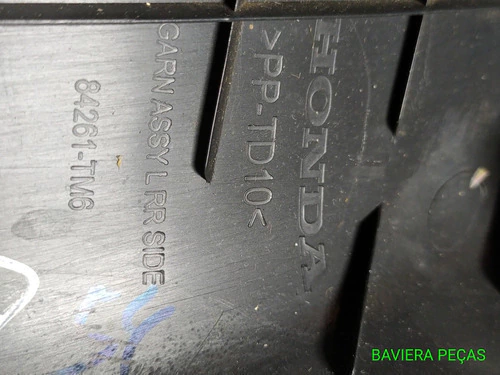 HONDA
>PP-TD10<
GARN ASSY L RR SIDE
84261-TM6
BAVIERA PEÇAS